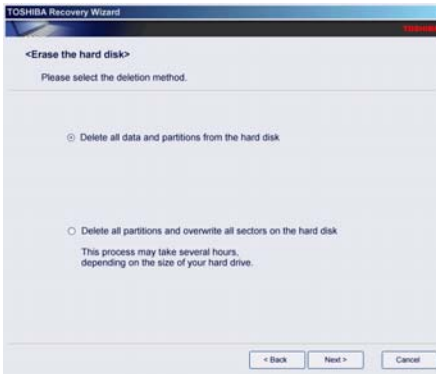 TOSHIBA Recovery Wizard
TOSHIBA
<Erase the hard disk>
Please select the deletion method.
Delete all data and partitions from the hard disk
Delete all partitions and overwrite all sectors on the hard disk
This process may take several hours,
depending on the size of your hard drive.
< Back
Next >
Cancel